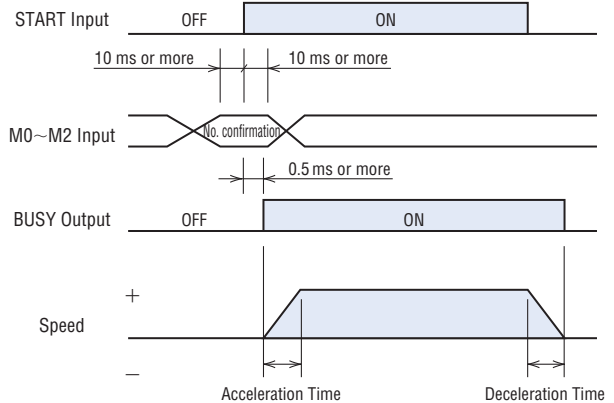 START Input
OFF
ON
10 ms or more
10 ms or more
M0~M2 Input
No. confirmation
0.5 ms or more
BUSY Output
OFF
ON
+
Speed
−
Acceleration Time
Deceleration Time